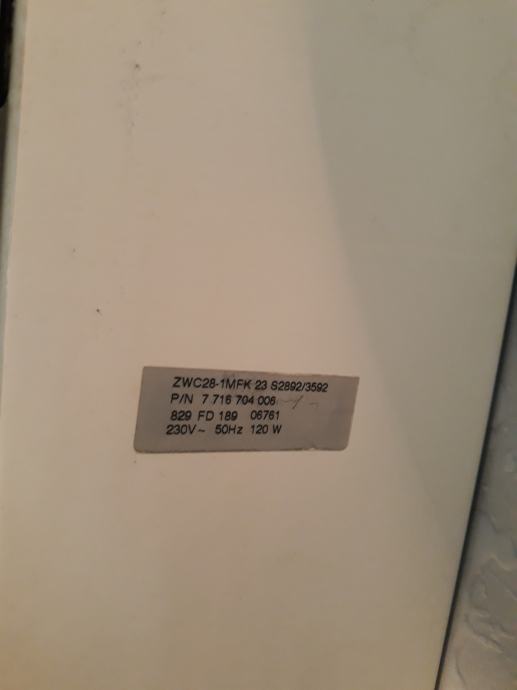 ZWC28-1MFK 23 S2892/3592
P/N 7 716 704 006
829 FD 189 06761
230V~ 50Hz 120 W